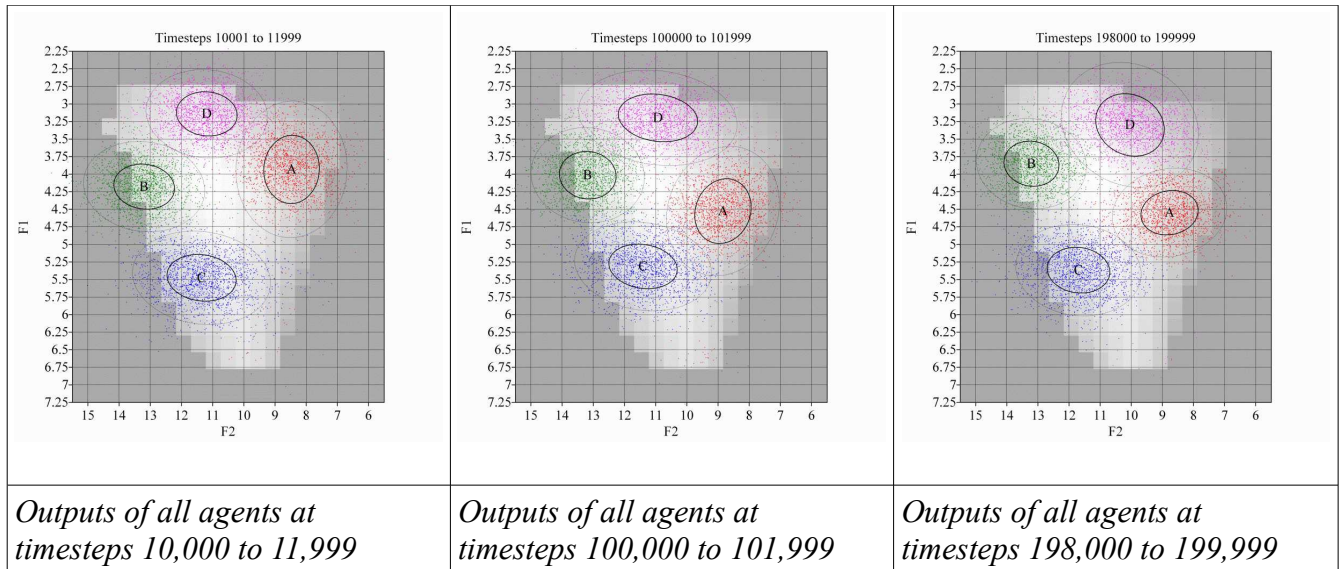 Timesteps 10001 to 11999
2.25
2.5
2.75
3
3.25
3.5
3.75
4
4.25
4.5
4.75
5
5.25
5.5
5.75
6
6.25
6.5
6.75
7
7.25
F1
D
A
B
C
15 14 13 12 11 10 9 8 7 6
F2
Timesteps 100000 to 101999
2.25
2.5
2.75
3
3.25
3.5
3.75
4
4.25
4.5
4.75
5
5.25
5.5
5.75
6
6.25
6.5
6.75
7
7.25
F1
D
B
A
C
15 14 13 12 11 10 9 8 7 6
F2
Timesteps 198000 to 199999
2.25
2.5
2.75
3
3.25
3.5
3.75
4
4.25
4.5
4.75
5
5.25
5.5
5.75
6
6.25
6.5
6.75
7
7.25
F1
D
B
A
C
15 14 13 12 11 10 9 8 7 6
F2
Outputs of all agents at
timesteps 10,000 to 11,999
Outputs of all agents at
timesteps 100,000 to 101,999
Outputs of all agents at
timesteps 198,000 to 199,999